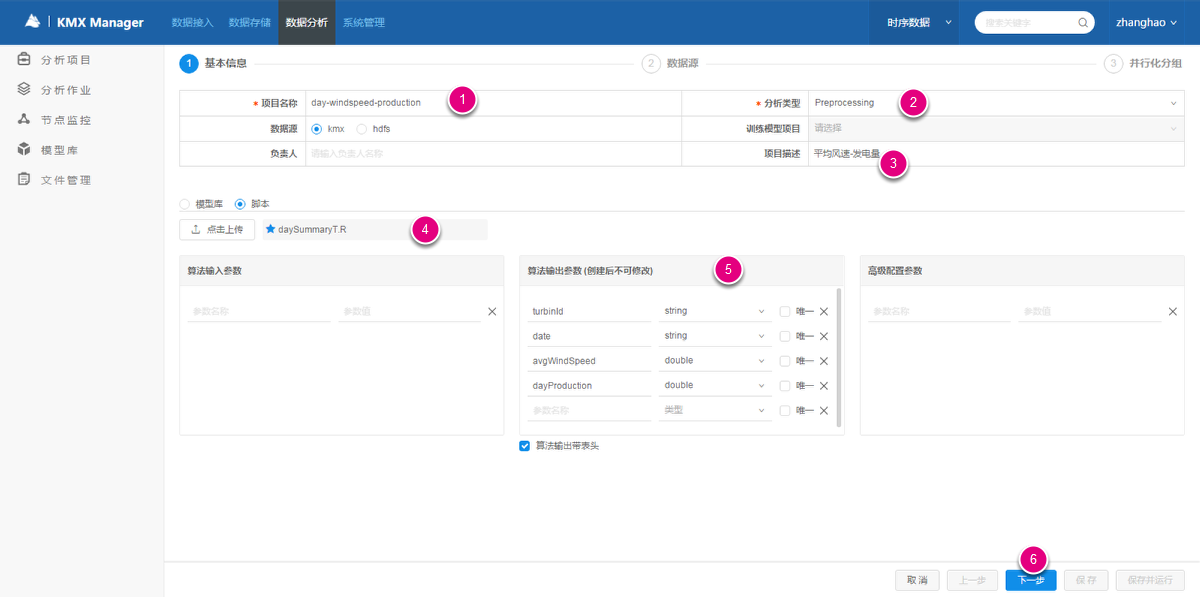 KMX Manager 数据接入 数据存储 数据分析 系统管理 时序数据 搜索关键字 zhanghao
分析项目
分析作业
节点监控
模型库
文件管理
1 基本信息 2 数据源 3 并行化分组
* 项目名称 day-windspeed-production 1 * 分析类型 Preprocessing 2
数据源 kmx hdfs 训练模型项目 请选择
负责人 请输入负责人名称 项目描述 平均风速-发电量 3
模型库 脚本
点击上传 daySummaryT.R 4
算法输入参数 算法输出参数 (创建后不可修改) 5 高级配置参数
参数名称 参数值 turbinId string 唯一 参数名称 参数值
date string 唯一
avgWindSpeed double 唯一
dayProduction double 唯一
参数名称 类型 唯一
算法输出带表头
6
取消 上一步 下一步 保存 保存并运行